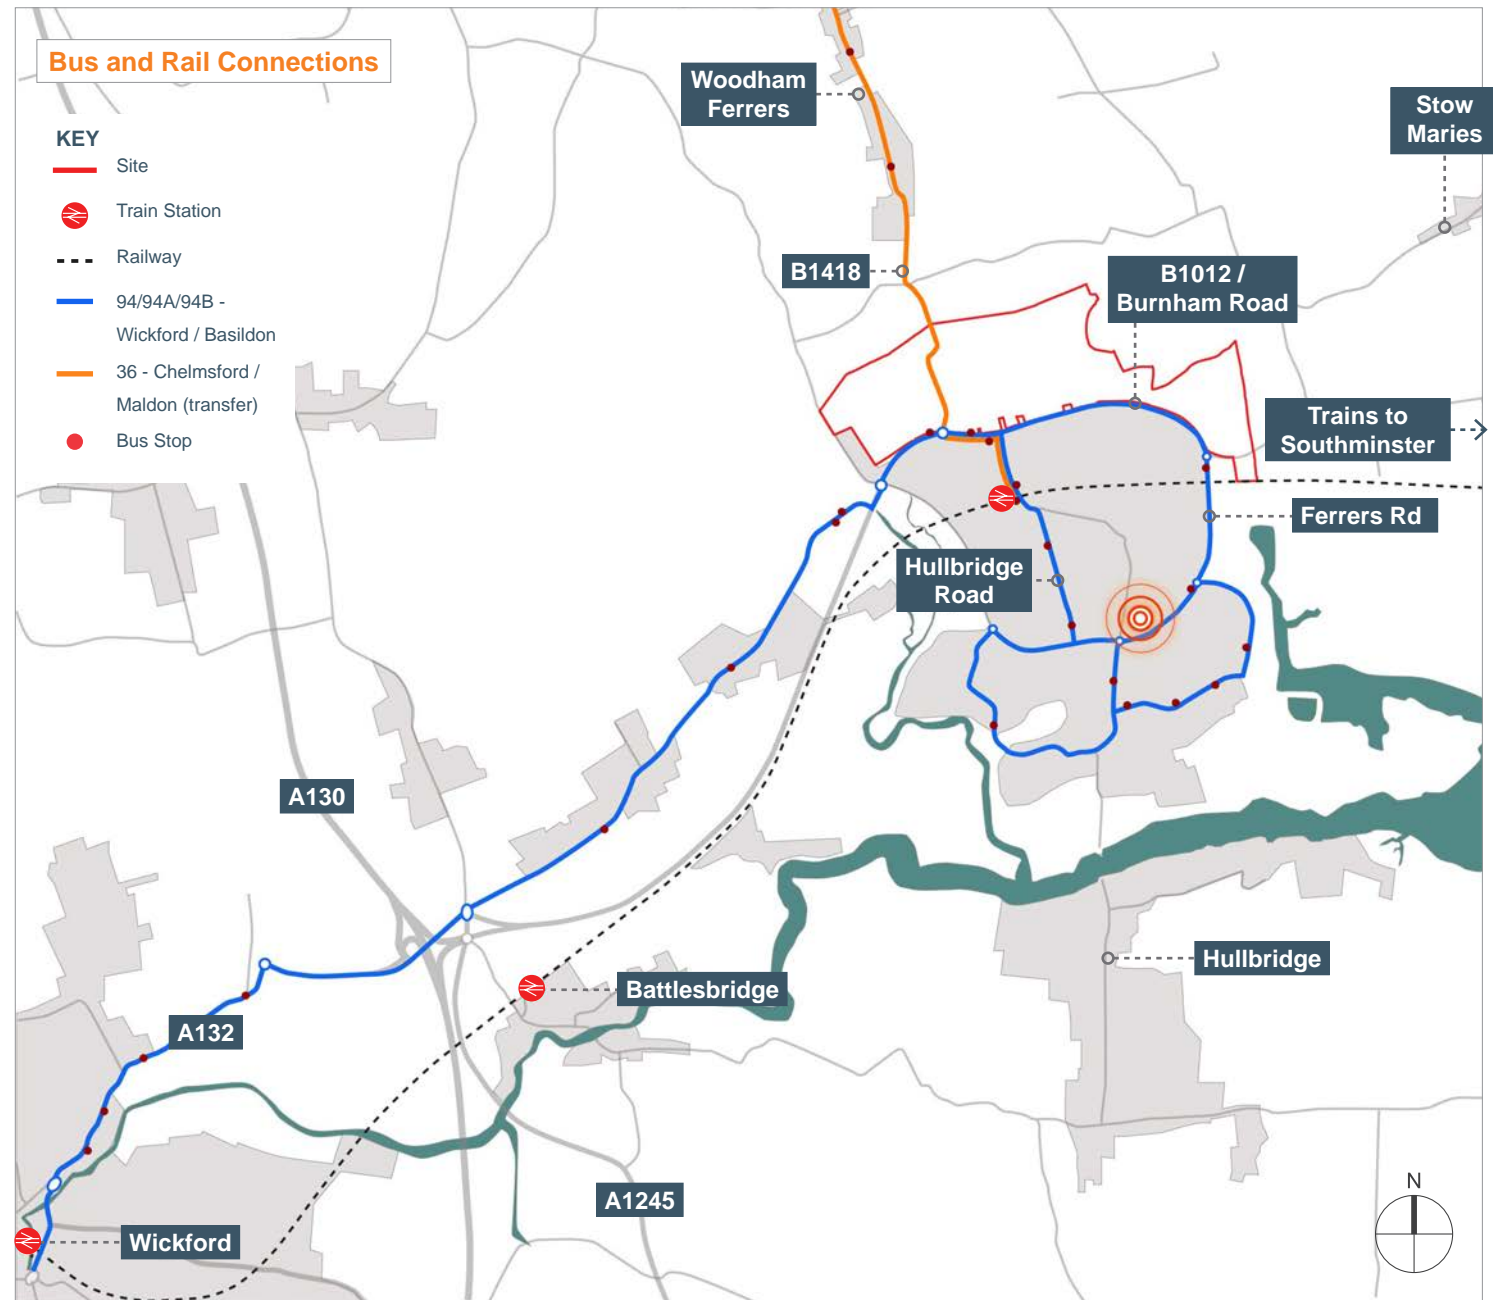 Bus and Rail Connections
KEY
Site
Train Station
Railway
94/94A/94B -
Wickford / Basildon
36 - Chelmsford /
Maldon (transfer)
Bus Stop
Woodham
Ferrers
Stow
Maries
B1418
B1012 /
Burnham Road
Trains to
Southminster
Ferrers Rd
Hullbridge
Road
A130
Hullbridge
Battlesbridge
A132
A1245
Wickford
N